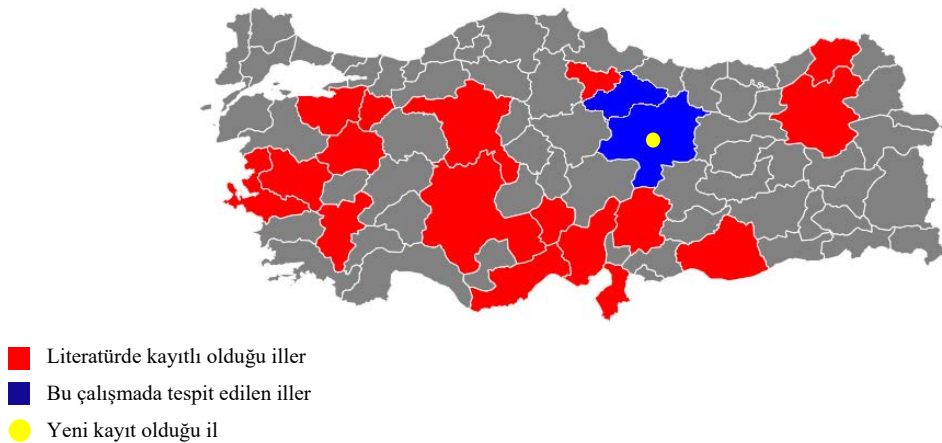 Literatürde kayıtlı olduğu iller
Bu çalışmada tespit edilen iller
Yeni kayıt olduğu il